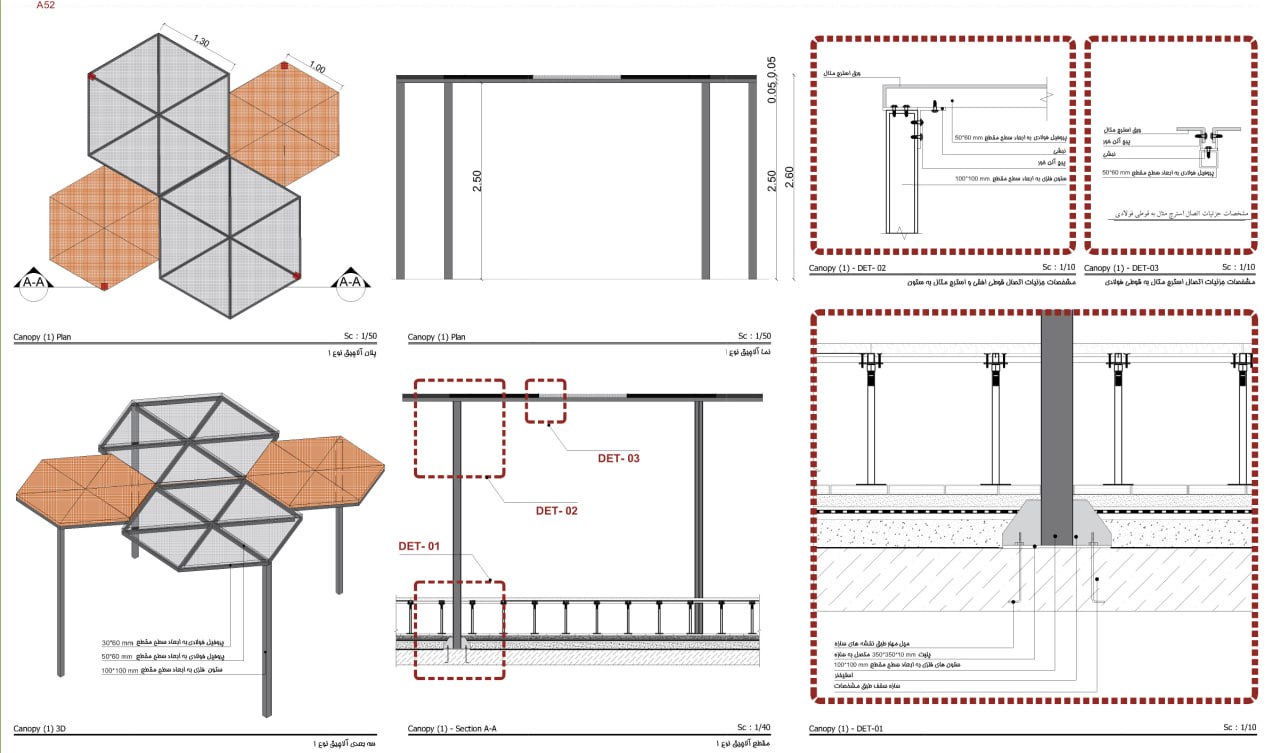 A52
1.30
1.00
A-A
A-A
Canopy (1) Plan
Sc : 1/50
پلان آلاچیق نوع ۱
2.50
0.05
0.05
2.50
2.60
Canopy (1) Plan
Sc : 1/50
نما آلاچیق نوع ۱
ورق استرچ متال
پروفیل فولادی به ابعاد سطح مقطع 50*60 mm
نبشی
پیچ آلن خور
ستون فلزی به ابعاد سطح مقطع 100*100 mm
Canopy (1) - DET- 02
Sc : 1/10
مشخصات جزئیات اتصال قوطی افقی و استرچ متال به ستون
ورق استرچ متال
پیچ آلن خور
نبشی
پروفیل فولادی به ابعاد سطح مقطع 50*60 mm
مشخصات جزئیات اتصال استرچ متال به قوطی فولادی
Canopy (1) - DET-03
Sc : 1/10
مشخصات جزئیات اتصال استرچ متال به قوطی فولادی
پروفیل فولادی به ابعاد سطح مقطع 30*60 mm
پروفیل فولادی به ابعاد سطح مقطع 50*60 mm
ستون فلزی به ابعاد سطح مقطع 100*100 mm
Canopy (1) 3D
سه بعدی آلاچیق نوع ۱
DET- 03
DET- 02
DET- 01
Canopy (1) - Section A-A
Sc : 1/40
مقطع آلاچیق نوع ۱
میل مهار طبق نقشه های سازه
پلیت 350*350*10 mm متصل به سازه
ستون های فلزی به ابعاد سطح مقطع 100*100 mm
استیفنر
سازه سقف طبق مشخصات
Canopy (1) - DET-01
Sc : 1/10